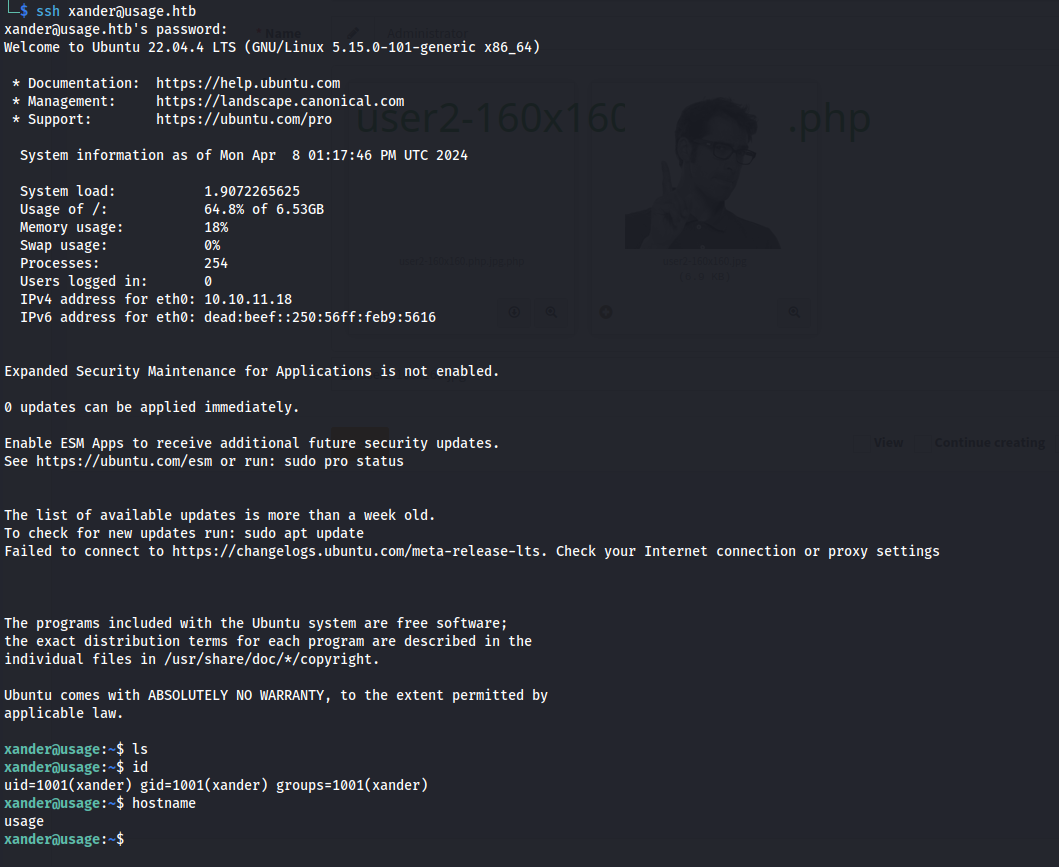 $ ssh xander@usage.htb
xander@usage.htb's password:
Welcome to Ubuntu 22.04.4 LTS (GNU/Linux 5.15.0-101-generic x86_64)
* Documentation:  https://help.ubuntu.com
* Management:     https://landscape.canonical.com
* Support:        https://ubuntu.com/pro
System information as of Mon Apr  8 01:17:46 PM UTC 2024
System load:           1.9072265625
Usage of /:            64.8% of 6.53GB
Memory usage:          18%
Swap usage:            0%
Processes:             254
Users logged in:       0
IPv4 address for eth0: 10.10.11.18
IPv6 address for eth0: dead:beef::250:56ff:feb9:5616
Expanded Security Maintenance for Applications is not enabled.
0 updates can be applied immediately.
Enable ESM Apps to receive additional future security updates.
See https://ubuntu.com/esm or run: sudo pro status
The list of available updates is more than a week old.
To check for new updates run: sudo apt update
Failed to connect to https://changelogs.ubuntu.com/meta-release-lts. Check your Internet connection or proxy settings
The programs included with the Ubuntu system are free software;
the exact distribution terms for each program are described in the
individual files in /usr/share/doc/*/copyright.
Ubuntu comes with ABSOLUTELY NO WARRANTY, to the extent permitted by
applicable law.
xander@usage:~$ ls
xander@usage:~$ id
uid=1001(xander) gid=1001(xander) groups=1001(xander)
xander@usage:~$ hostname
usage
xander@usage:~$
Name
Administrator
user2-160x160
.php
View
Continue creating